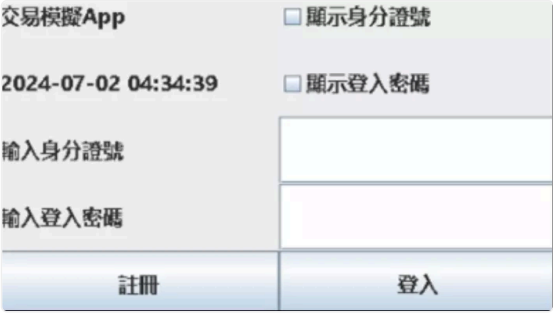 交易模擬App
顯示身分證號
2024-07-02 04:34:39
顯示登入密碼
輸入身分證號
輸入登入密碼
註冊
登入